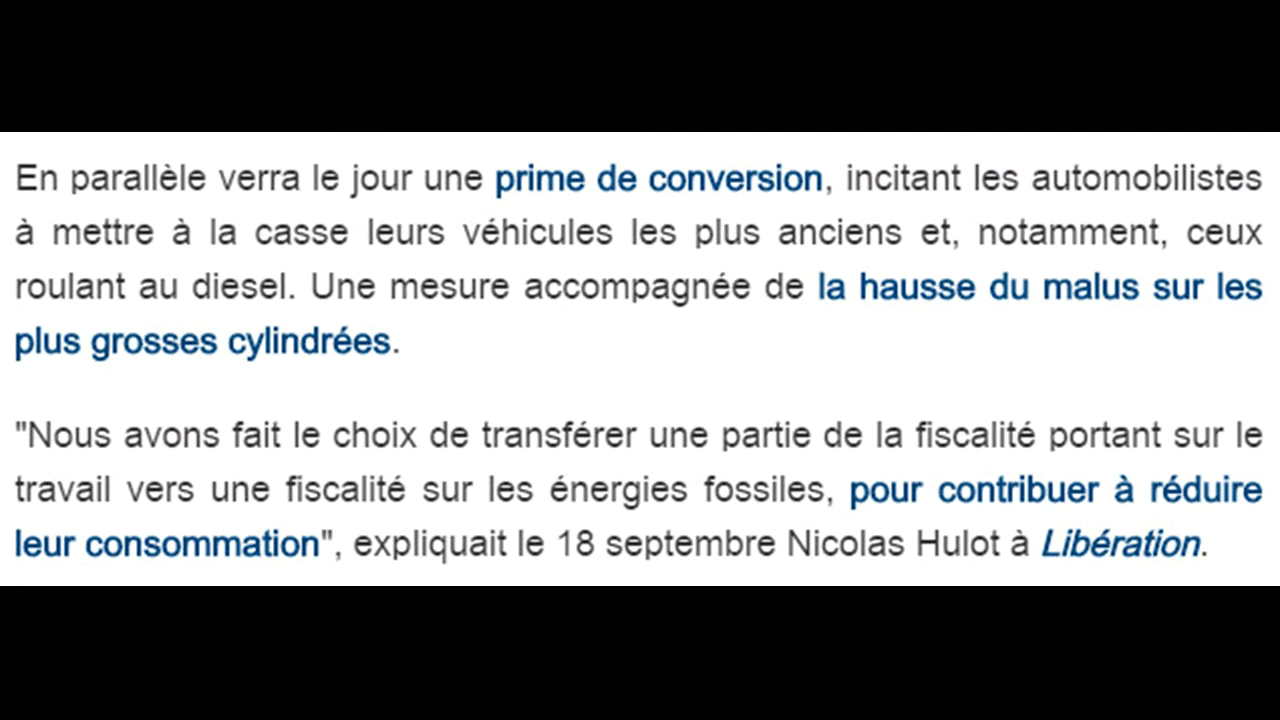 En parallèle verra le jour une prime de conversion, incitant les automobilistes
à mettre à la casse leurs véhicules les plus anciens et, notamment, ceux
roulant au diesel. Une mesure accompagnée de la hausse du malus sur les
plus grosses cylindrées.
"Nous avons fait le choix de transférer une partie de la fiscalité portant sur le
travail vers une fiscalité sur les énergies fossiles, pour contribuer à réduire
leur consommation", expliquait le 18 septembre Nicolas Hulot à Libération.